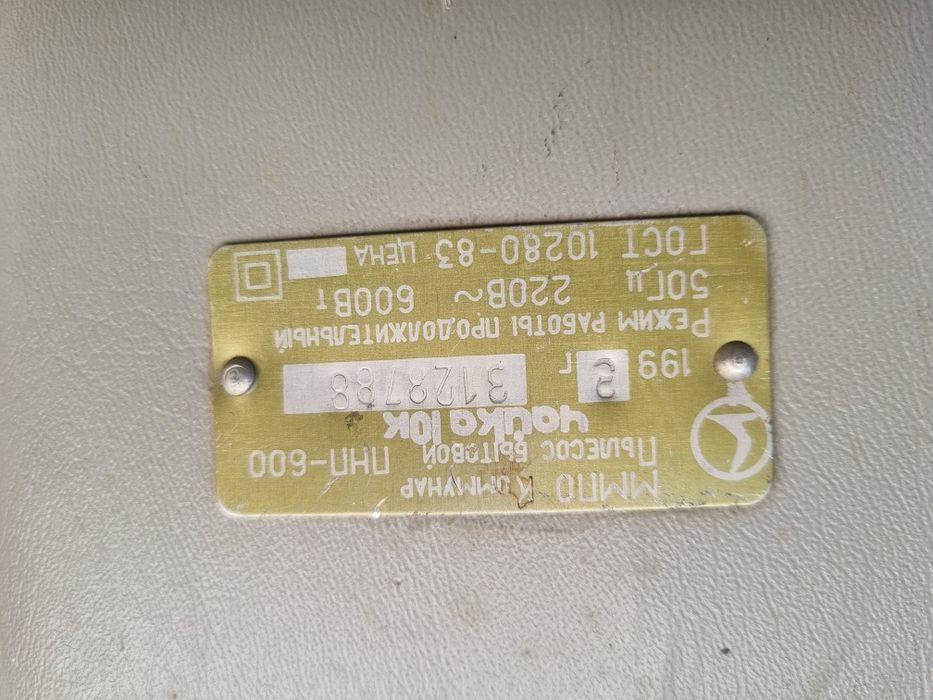 ММПО КОММУНАР
ПЫЛЕСОС БЫТОВОЙ ПНП-600
чайка 10к
199 3 г 3128788
РЕЖИМ РАБОТЫ ПРОДОЛЖИТЕЛЬНЫЙ
50Гц 220В~ 600Вт
ГОСТ 10280-83 ЦЕНА